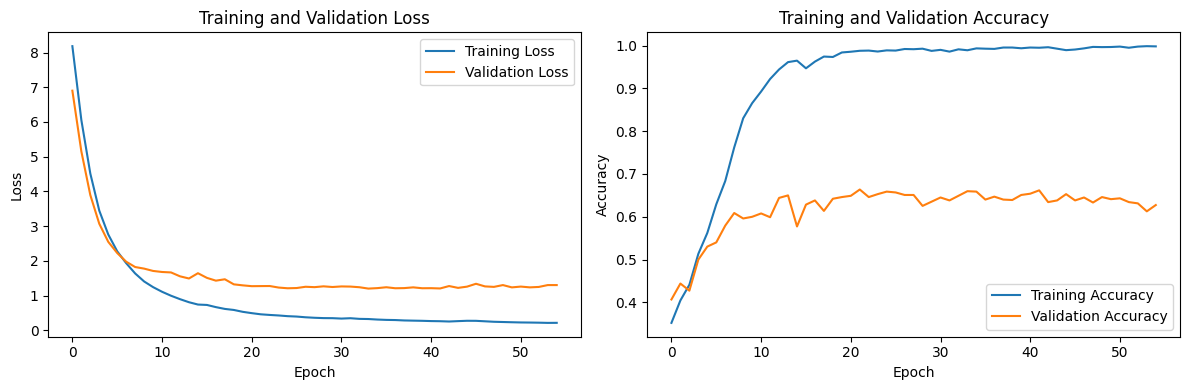 Training and Validation Loss
Training Loss
Validation Loss
8
7
6
5
4
3
2
1
0
Loss
0
10
20
30
40
50
Epoch
Training and Validation Accuracy
1.0
0.9
0.8
0.7
0.6
0.5
0.4
Accuracy
Training Accuracy
Validation Accuracy
0
10
20
30
40
50
Epoch